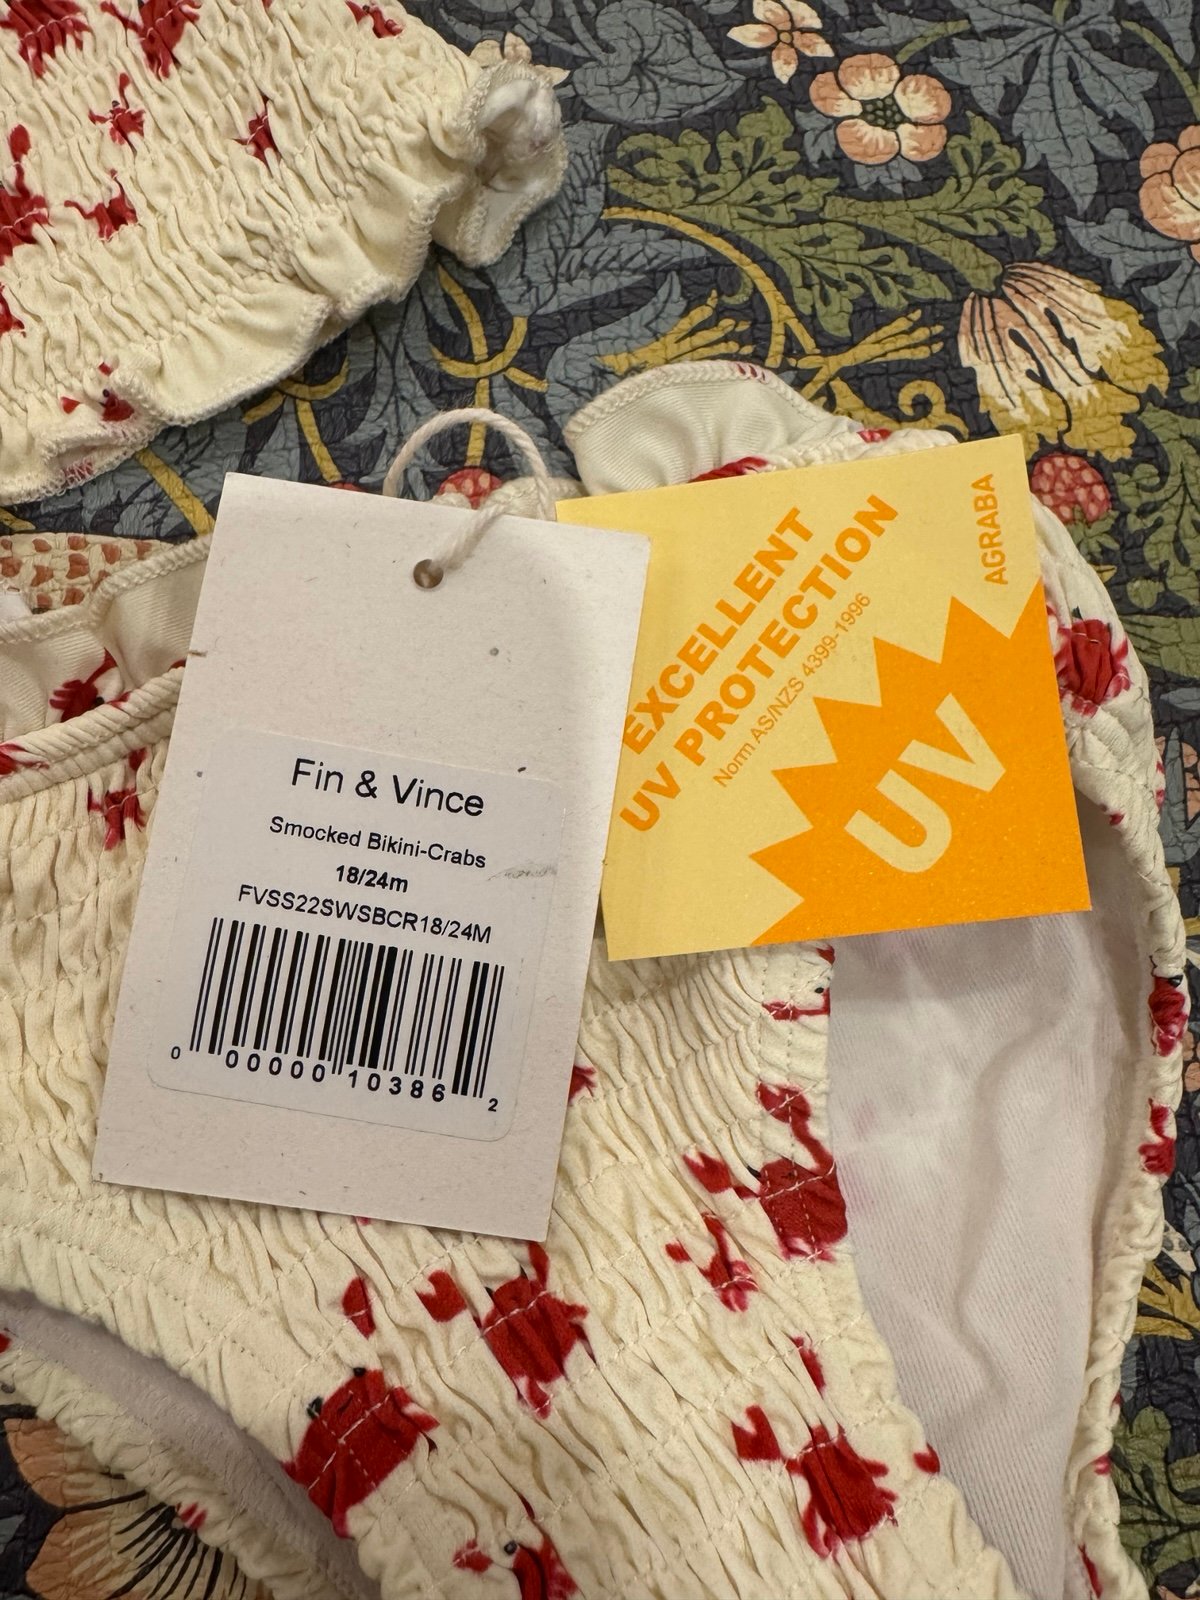 Fin & Vince
Smocked Bikini-Crabs
18/24m
FVSS22SWSBCR18/24M
0 00000 10386 2
EXCELLENT
UV PROTECTION
Norm AS/NZS 4399-1996
AGRABA
UV